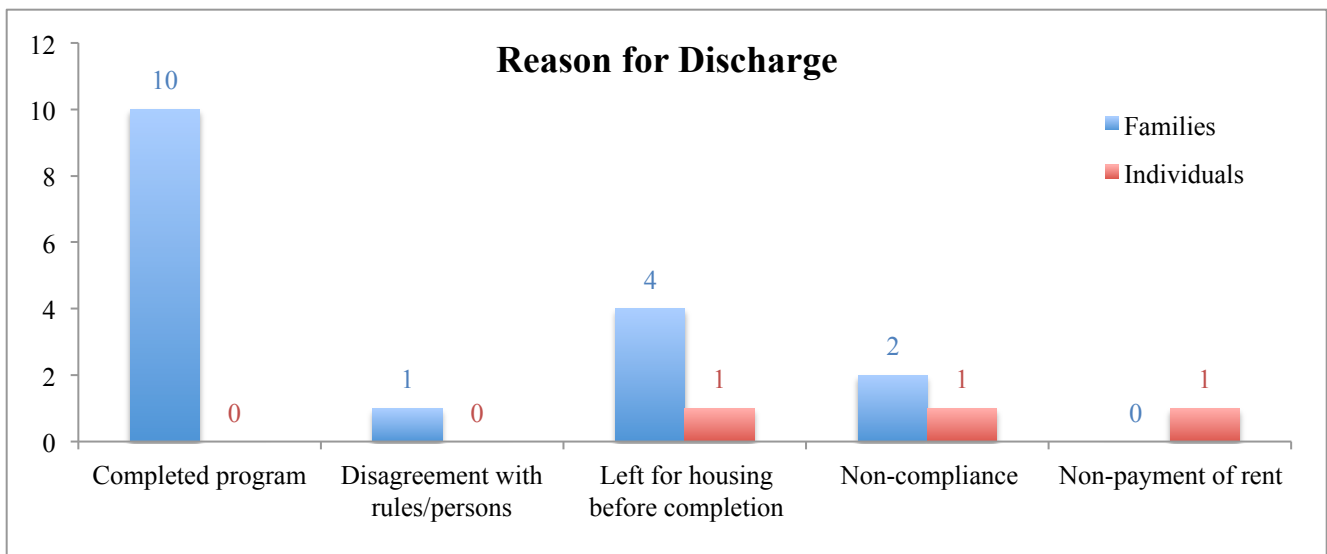 Reason for Discharge
12
10
8
6
4
2
0
10
0
1
0
4
1
2
1
0
1
Families
Individuals
Completed program
Disagreement with
rules/persons
Left for housing
before completion
Non-compliance
Non-payment of rent